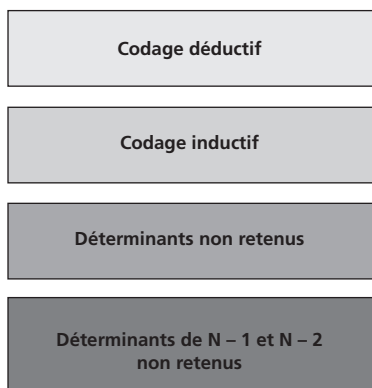 Codage déductif
Codage inductif
Déterminants non retenus
Déterminants de N – 1 et N – 2
non retenus